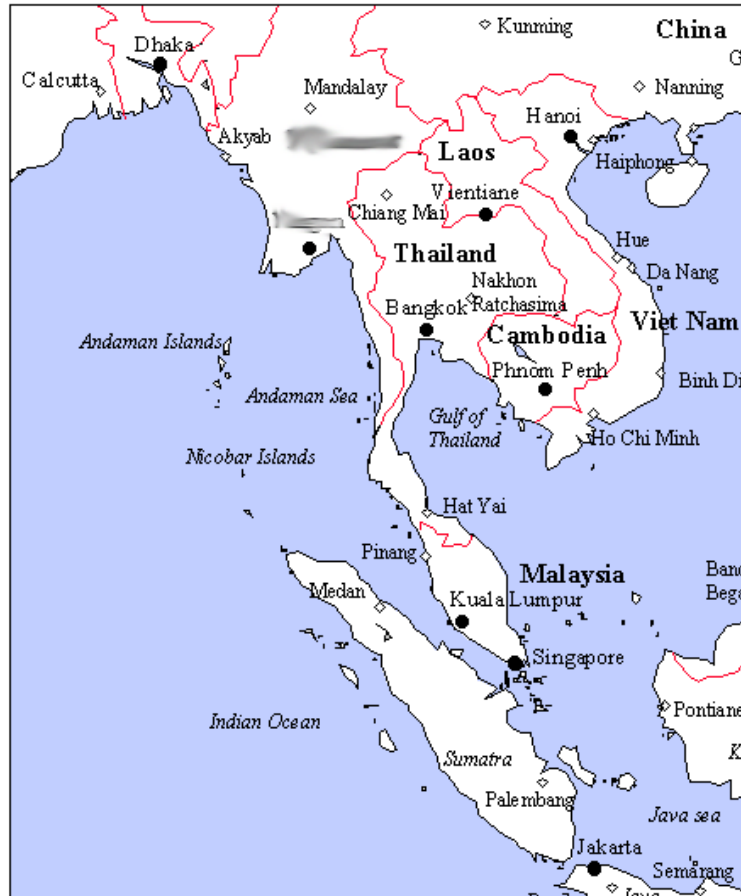 China
Kunming
G
Dhaka
Calcutta
Mandalay
Nanning
Hanoi
Akyab
Laos
Haiphong
Vientiane
Chiang Mai
Hue
Thailand
Da Nang
Nakhon
Ratchasima
Bangkok
Viet Nam
Cambodia
Andaman Islands
Phnom Penh
Binh Di
Andaman Sea
Gulf of
Thailand
Ho Chi Minh
Nicobar Islands
Hat Yai
Pinang
Malaysia
Band
Bega
Medan
Kuala Lumpur
Singapore
Indian Ocean
Pontiane
Sumatra
K
Palembang
Java sea
Jakarta
Semarang